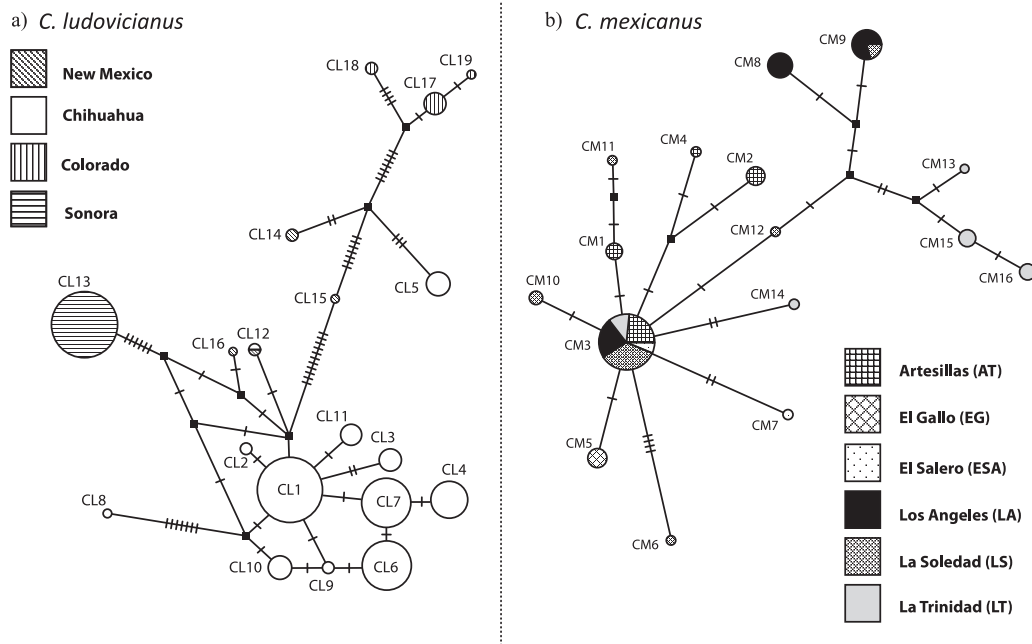 a) C. ludovicianus
New Mexico
Chihuahua
Colorado
Sonora
CL18
CL19
CL17
CL14
CL5
CL15
CL13
CL16
CL12
CL11
CL3
CL2
CL4
CL1
CL7
CL8
CL10
CL9
CL6
b) C. mexicanus
CM9
CM8
CM11
CM4
CM2
CM13
CM1
CM12
CM15
CM16
CM10
CM14
CM3
CM7
CM5
CM6
Artesillas (AT)
El Gallo (EG)
El Salero (ESA)
Los Angeles (LA)
La Soledad (LS)
La Trinidad (LT)